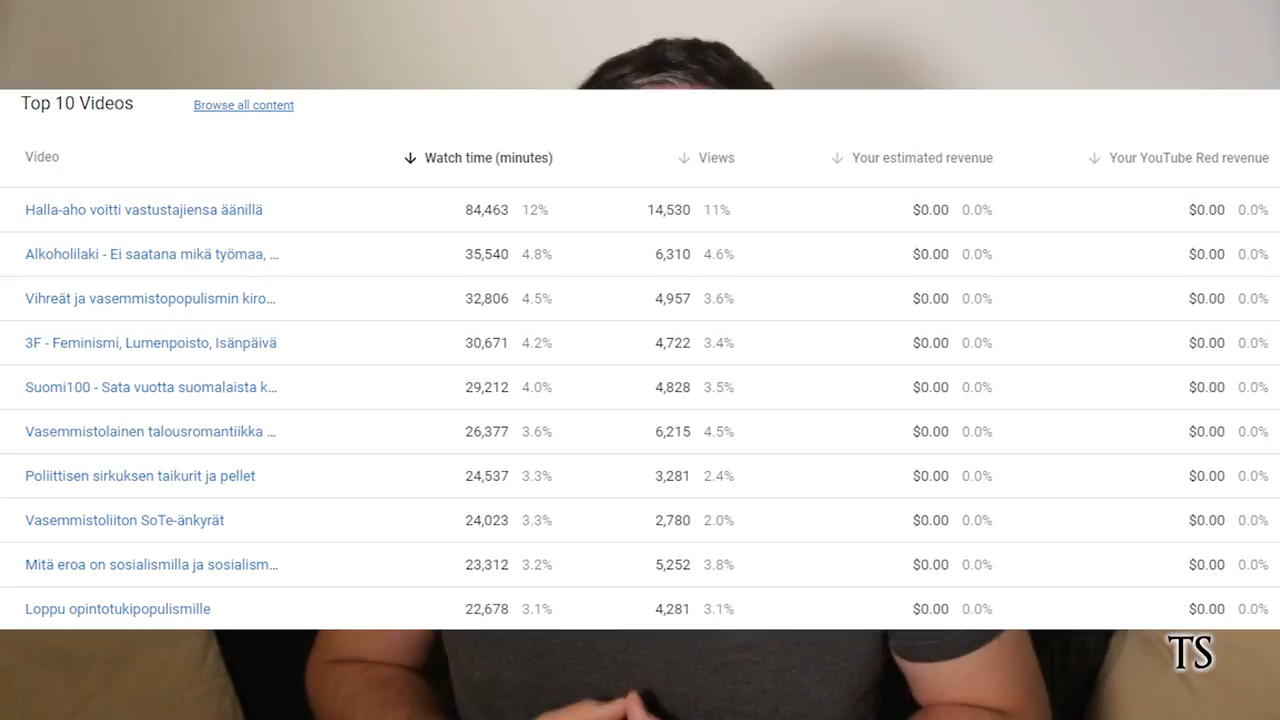 Top 10 Videos Browse all content
Video Watch time (minutes) Views Your estimated revenue Your YouTube Red revenue
Halla-aho voitti vastustajiensa äänillä 84,463 12% 14,530 11% $0.00 0.0% $0.00 0.0%
Alkoholilaki - Ei saatana mikä työmaa, ... 35,540 4.8% 6,310 4.6% $0.00 0.0% $0.00 0.0%
Vihreät ja vasemmistopopulismin kiro... 32,806 4.5% 4,957 3.6% $0.00 0.0% $0.00 0.0%
3F - Feminismi, Lumenpoisto, Isänpäivä 30,671 4.2% 4,722 3.4% $0.00 0.0% $0.00 0.0%
Suomi100 - Sata vuotta suomalaista k... 29,212 4.0% 4,828 3.5% $0.00 0.0% $0.00 0.0%
Vasemmistolainen talousromantiikka ... 26,377 3.6% 6,215 4.5% $0.00 0.0% $0.00 0.0%
Poliittisen sirkuksen taikurit ja pellet 24,537 3.3% 3,281 2.4% $0.00 0.0% $0.00 0.0%
Vasemmistoliiton SoTe-änkyrät 24,023 3.3% 2,780 2.0% $0.00 0.0% $0.00 0.0%
Mitä eroa on sosialismilla ja sosialism... 23,312 3.2% 5,252 3.8% $0.00 0.0% $0.00 0.0%
Loppu opintotukipopulismille 22,678 3.1% 4,281 3.1% $0.00 0.0% $0.00 0.0%
TS